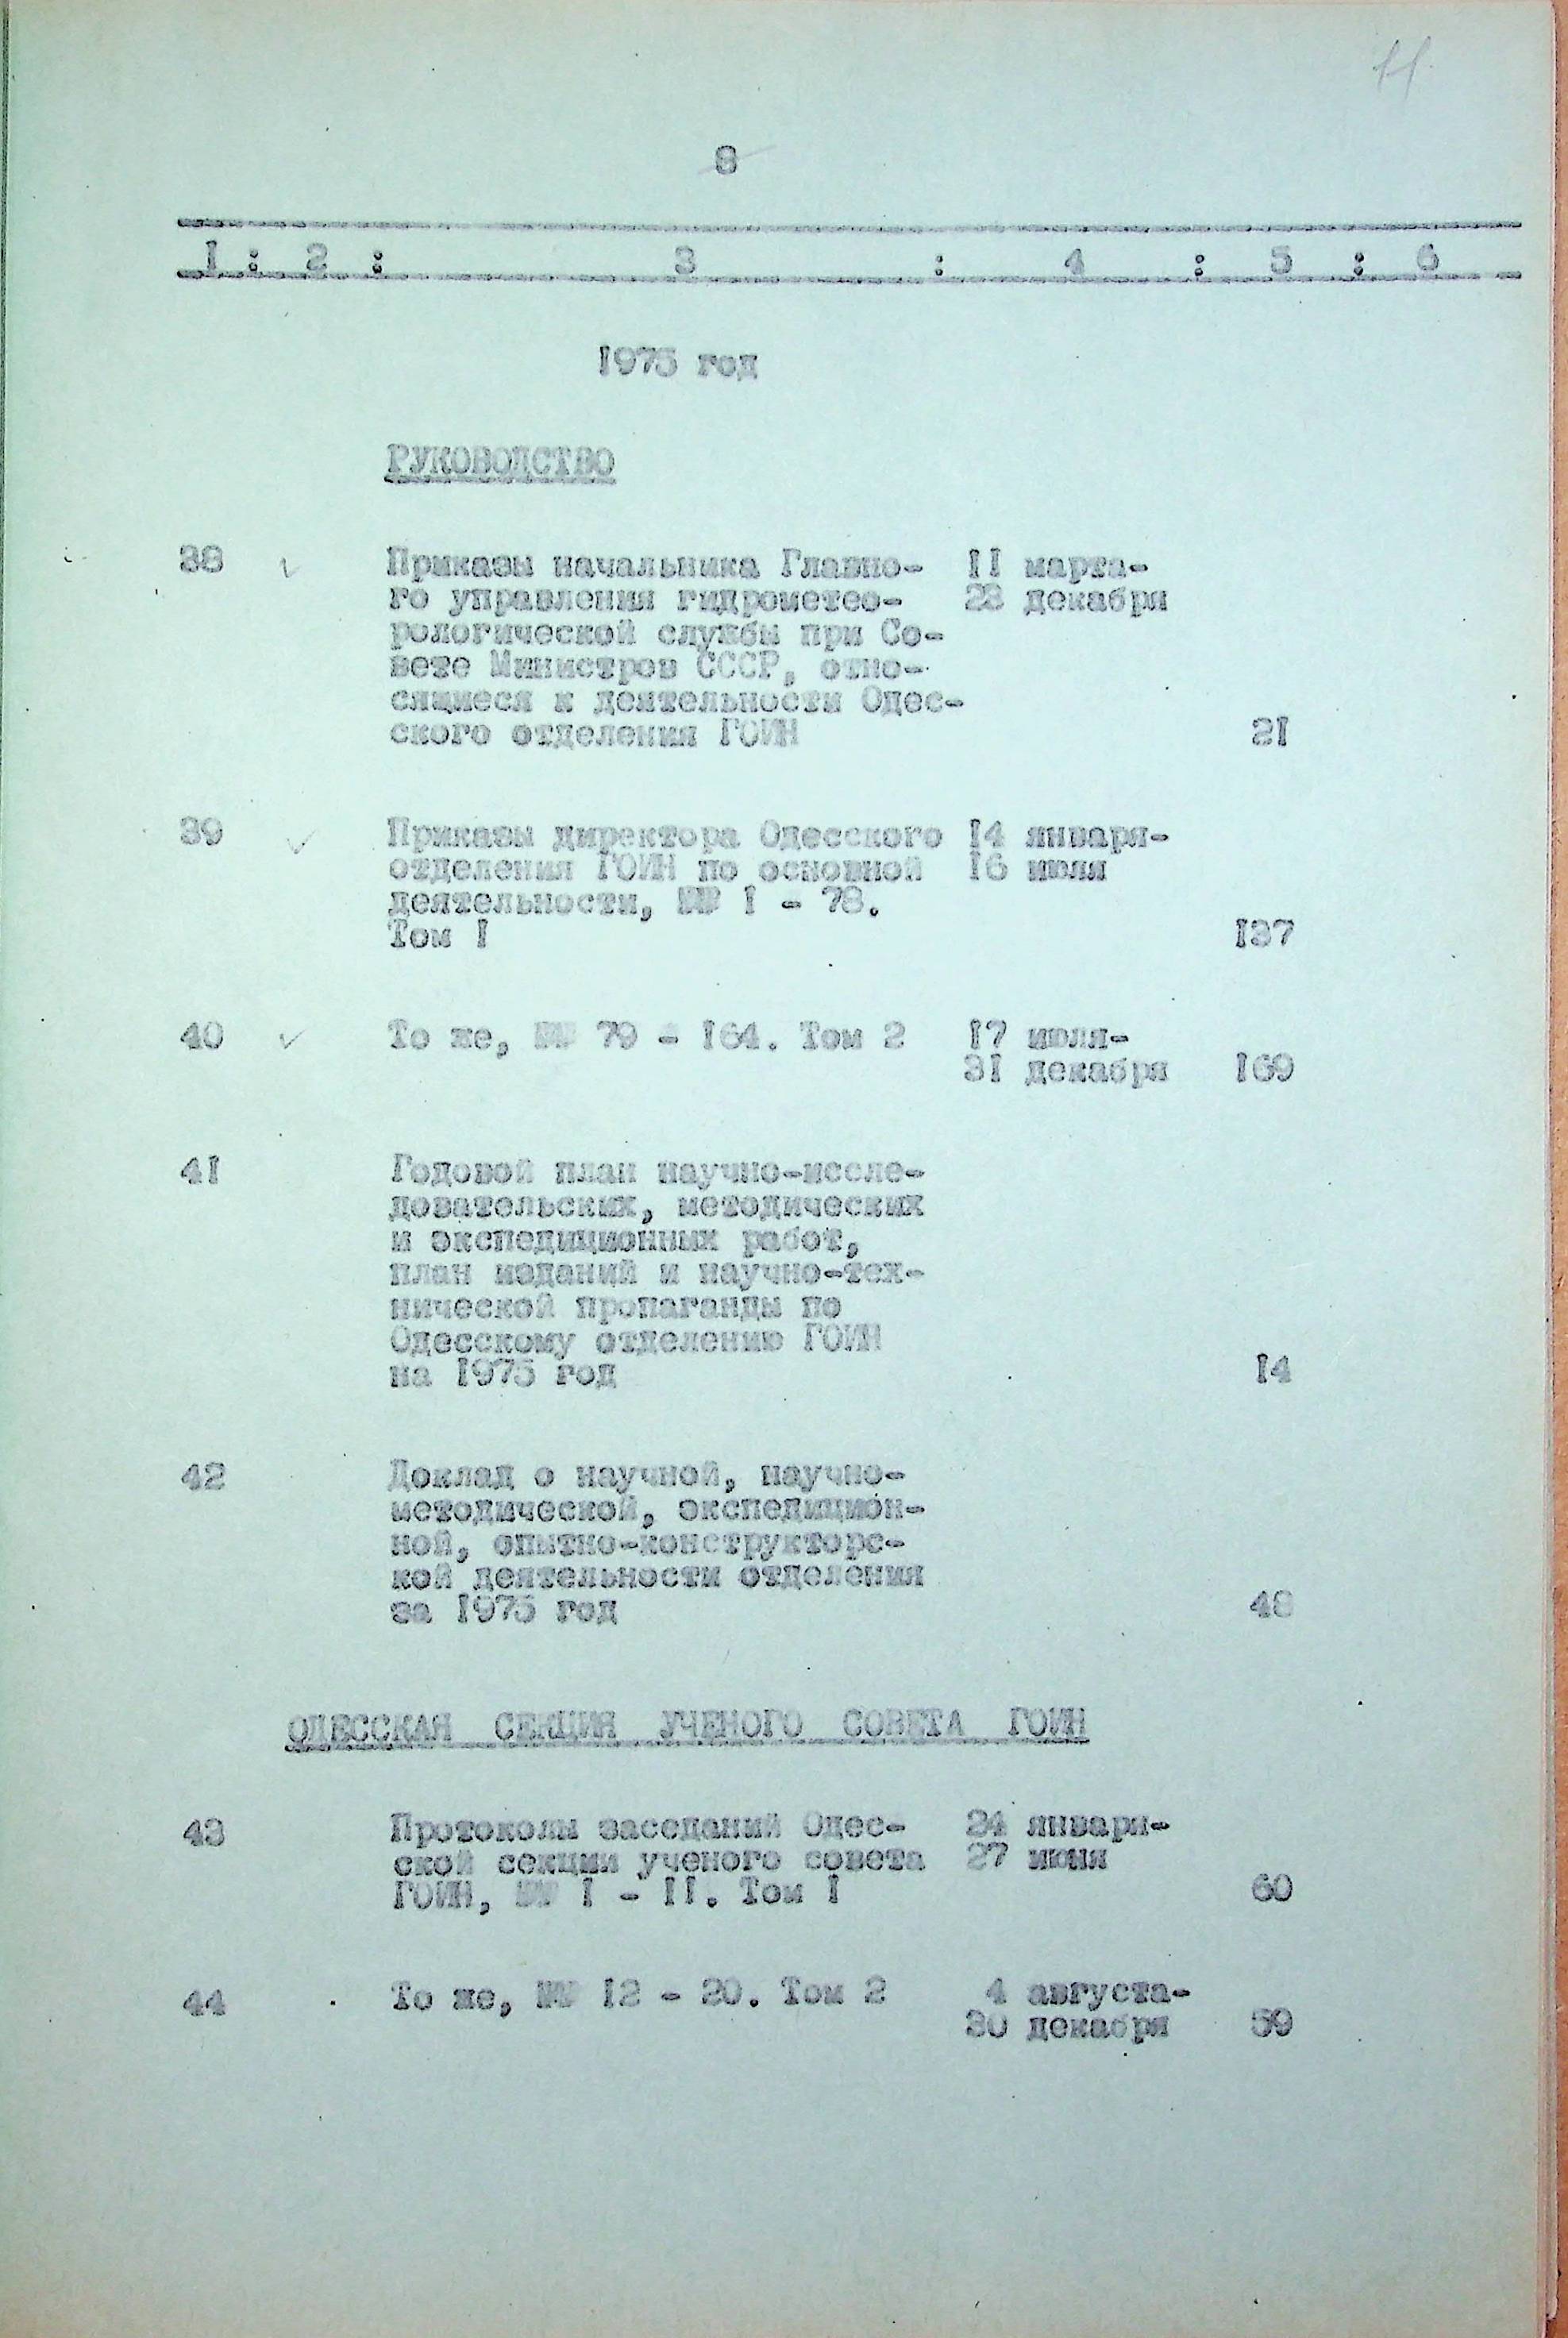 11
8
1 : 2 : 3 : 4 : 5 : 6
1975 год
РУКОВОДСТВО
38 ✓ Приказы начальника Главно- 11 марта-
го управления гидрометео- 28 декабря
рологической службы при Со-
вете Министров СССР, отно-
сящиеся к деятельности Одес-
ского отделения ГОИН 21
39 ✓ Приказы директора Одесского 14 января-
отделения ГОИН по основной 16 июля
деятельности, №№ 1 - 78.
Том 1 137
40 ✓ То же, №№ 79 - 164. Том 2 17 июля-
31 декабря 169
41 Годовой план научно-иссле-
довательских, методических
и экспедиционных работ,
план изданий и научно-тех-
нической пропаганды по
Одесскому отделению ГОИН
на 1975 год 14
42 Доклад о научной, научно-
методической, экспедицион-
ной, опытно-конструкторс-
кой деятельности отделения
за 1975 год 48
ОДЕССКАЯ СЕКЦИЯ УЧЕНОГО СОВЕТА ГОИН
43 Протоколы заседаний Одес- 24 января-
ской секции ученого совета 27 июня
ГОИН, №№ 1 - 11. Том 1 60
44 То же, №№ 12 - 20. Том 2 4 августа-
30 декабря 59